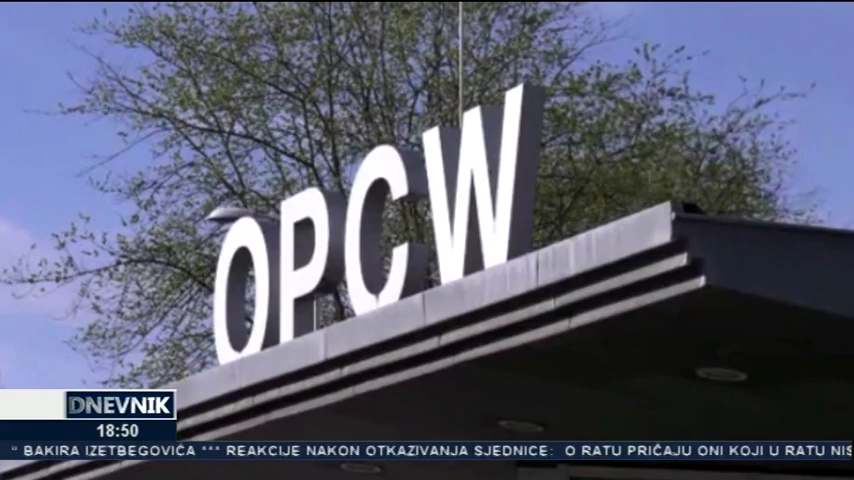 OPCW
DNEVNIK
18:50
" BAKIRA IZETBEGOVIĆA *** REAKCIJE NAKON OTKAZIVANJA SJEDNICE: O RATU PRIČAJU ONI KOJI U RATU NIS